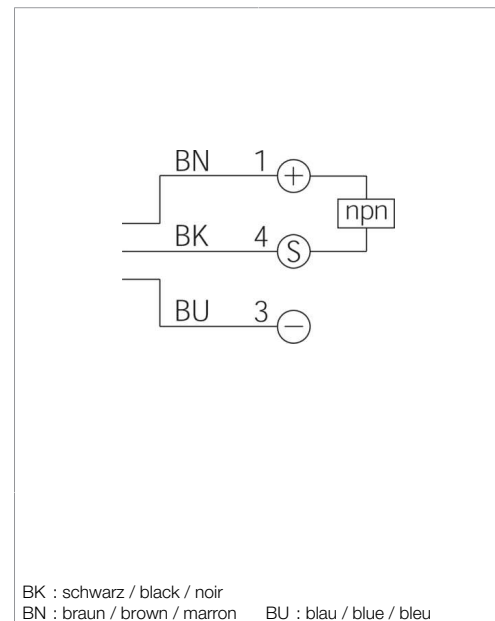 BN 1 +
npn
BK 4 S
BU 3 −
BK : schwarz / black / noir
BN : braun / brown / marron BU : blau / blue / bleu